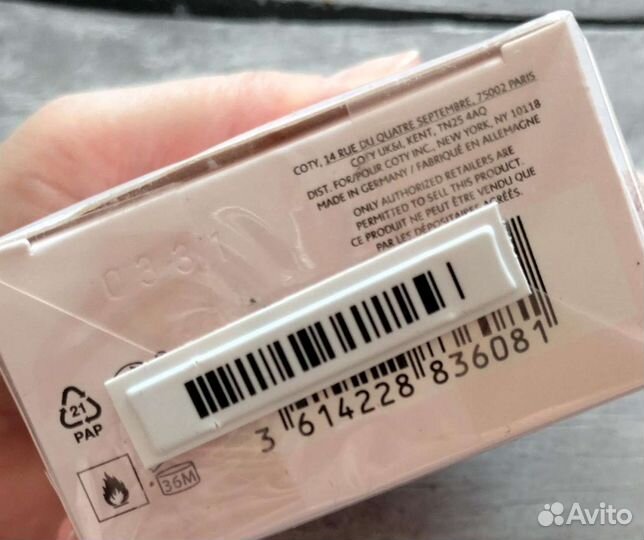 COTY, 14 RUE DU QUATRE SEPTEMBRE, 75002 PARIS
COTY UK&I, KENT, TN25 4AQ
DIST. FOR/POUR COTY INC., NEW YORK, NY 10118
MADE IN GERMANY / FABRIQUÉ EN ALLEMAGNE
ONLY AUTHORIZED RETAILERS ARE
PERMITTED TO SELL THIS PRODUCT.
CE PRODUIT NE PEUT ÊTRE VENDU QUE
PAR LES DÉPOSITAIRES AGRÉÉS.
3 614228 836081
21
PAP
36M
Avito